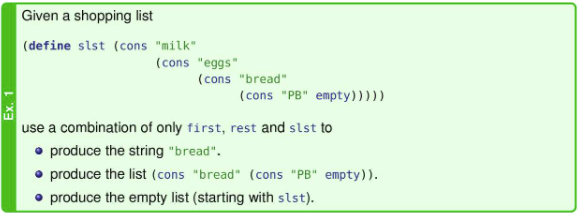 Ex. 1
Given a shopping list
(define slst (cons "milk"
(cons "eggs"
(cons "bread"
(cons "PB" empty)))))
use a combination of only first, rest and slst to
produce the string "bread".
produce the list (cons "bread" (cons "PB" empty)).
produce the empty list (starting with slst).